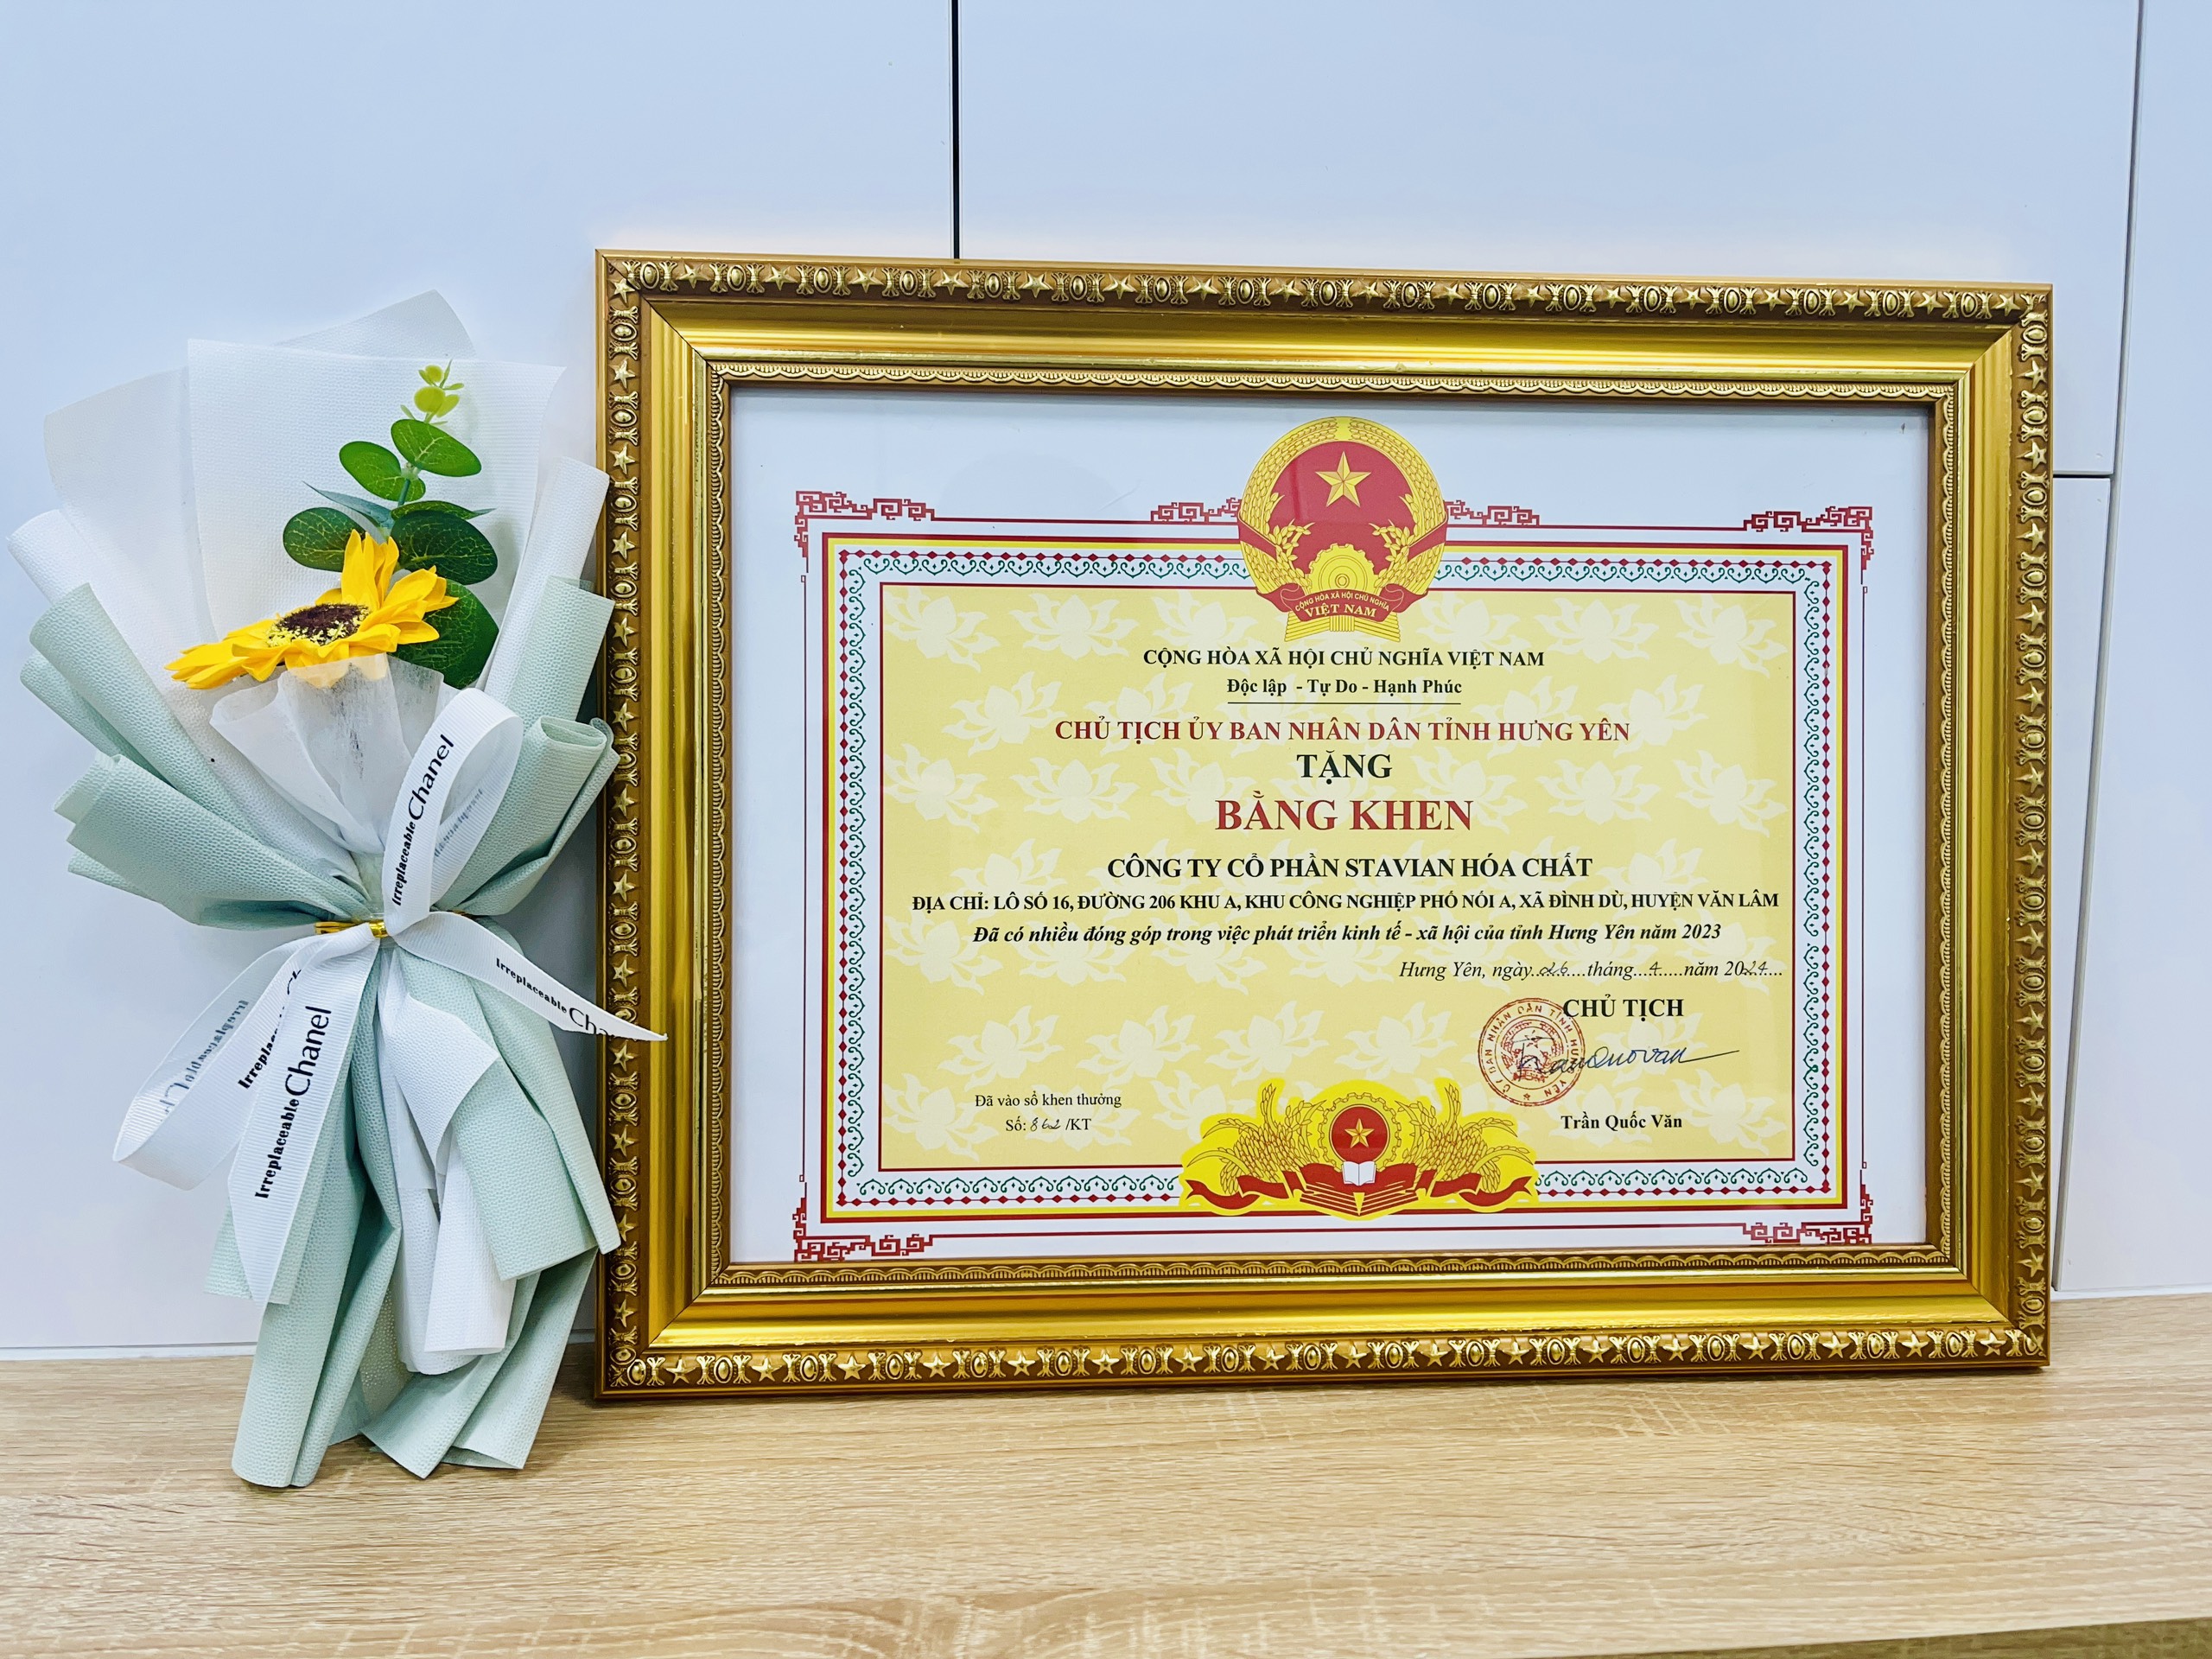 CỘNG HÒA XÃ HỘI CHỦ NGHĨA
VIỆT NAM
CỘNG HÒA XÃ HỘI CHỦ NGHĨA VIỆT NAM
Độc lập - Tự Do - Hạnh Phúc
CHỦ TỊCH ỦY BAN NHÂN DÂN TỈNH HƯNG YÊN
TẶNG
BẰNG KHEN
CÔNG TY CỔ PHẦN STAVIAN HÓA CHẤT
ĐỊA CHỈ: LÔ SỐ 16, ĐƯỜNG 206 KHU A, KHU CÔNG NGHIỆP PHỐ NỐI A, XÃ ĐÌNH DÙ, HUYỆN VĂN LÂM
Đã có nhiều đóng góp trong việc phát triển kinh tế - xã hội của tỉnh Hưng Yên năm 2023
Hưng Yên, ngày..26....tháng...4.....năm 2024...
CHỦ TỊCH
Trần Quốc Văn
Đã vào sổ khen thưởng
Số: 862 /KT
Irreplaceable Chanel
Irreplaceable Cha
Irreplaceable Chanel